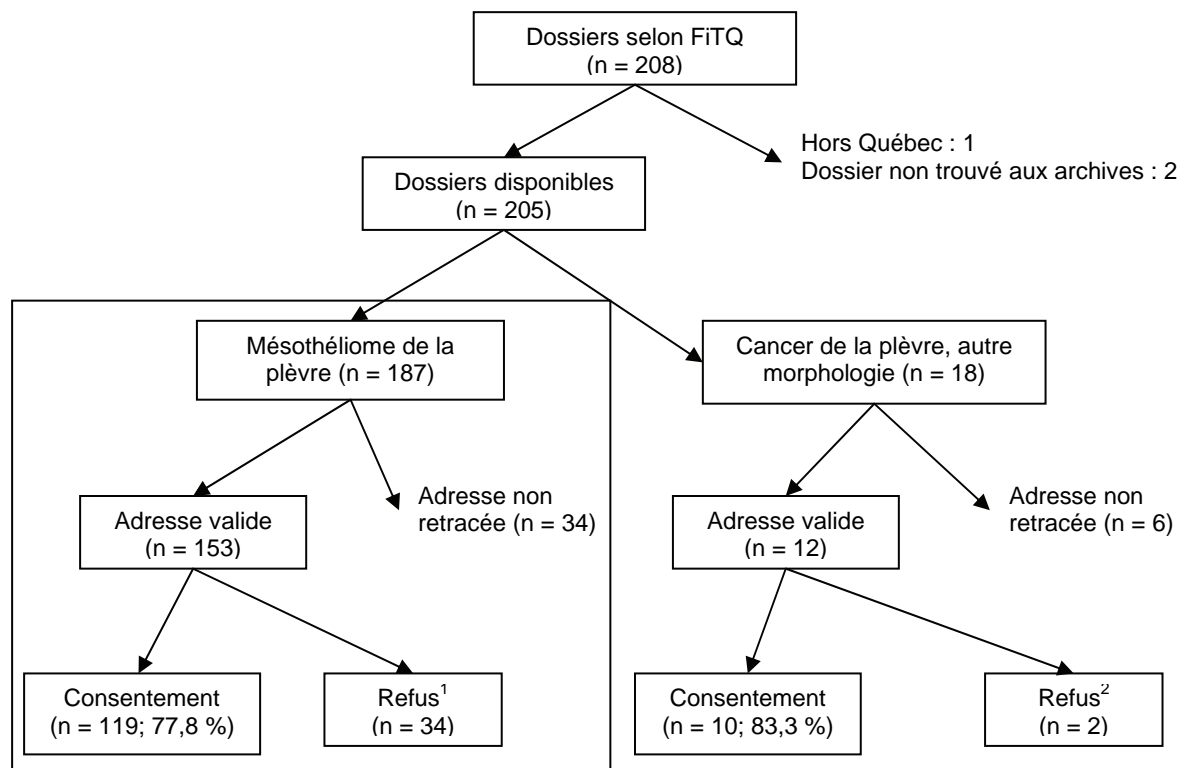 Dossiers selon FiTQ
(n = 208)
Hors Québec : 1
Dossier non trouvé aux archives : 2
Dossiers disponibles
(n = 205)
Mésothéliome de la
plèvre (n = 187)
Cancer de la plèvre, autre
morphologie (n = 18)
Adresse valide
(n = 153)
Adresse non
retracée (n = 34)
Adresse valide
(n = 12)
Adresse non
retracée (n = 6)
Consentement
(n = 119; 77,8 %)
Refus¹
(n = 34)
Consentement
(n = 10; 83,3 %)
Refus²
(n = 2)